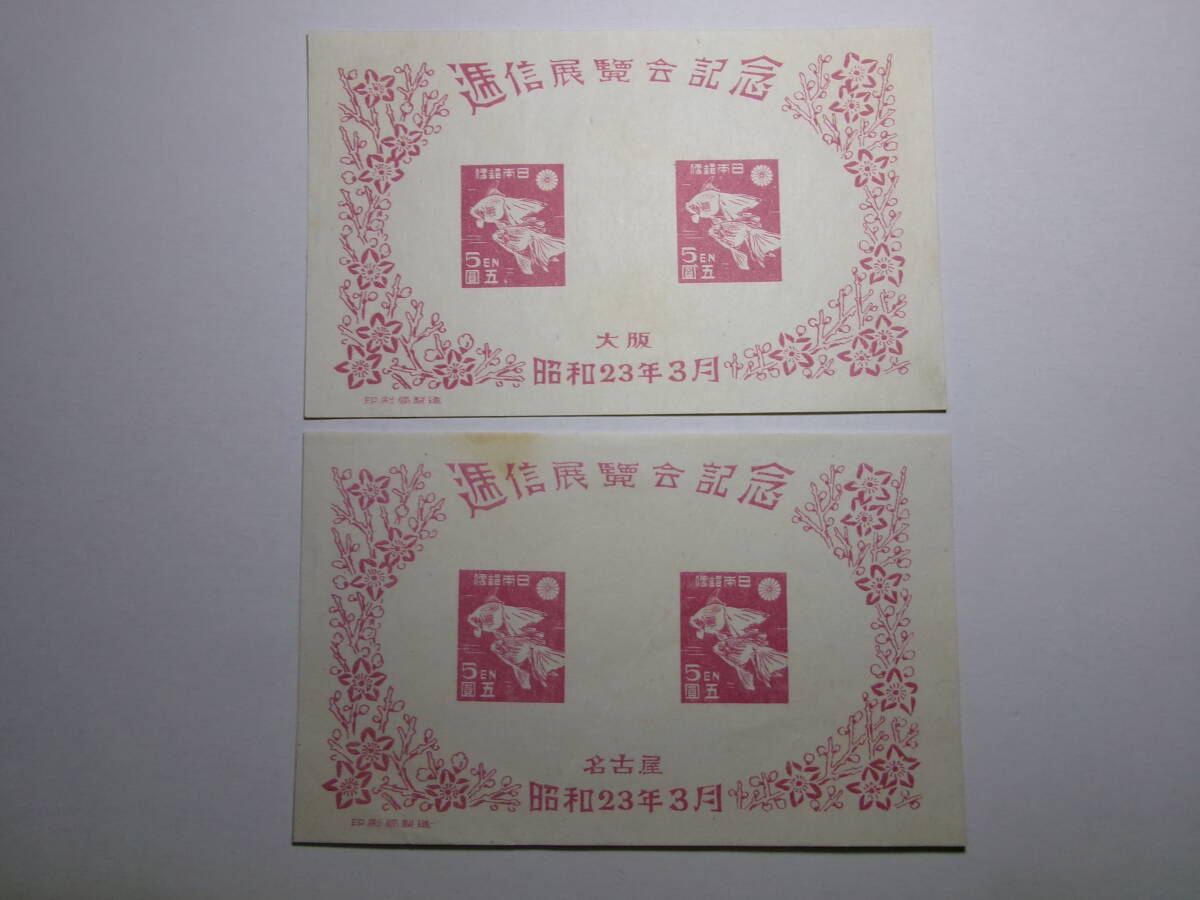 逓信展覧会記念
便郵本日
5EN
五圓
便郵本日
5EN
五圓
大阪
昭和23年3月
印刷局製造
逓信展覽会記念
便郵本日
5EN
五圓
便郵本日
5EN
五圓
名古屋
昭和23年3月
印刷局製造